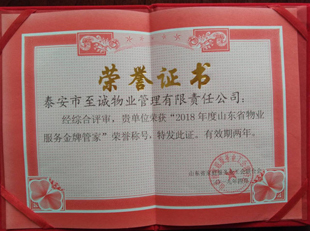 荣誉证书
泰安市至诚物业管理有限责任公司：
经综合评审，贵单位荣获“2018年度山东省物业
服务金牌管家”荣誉称号，特发此证，有效期两年。